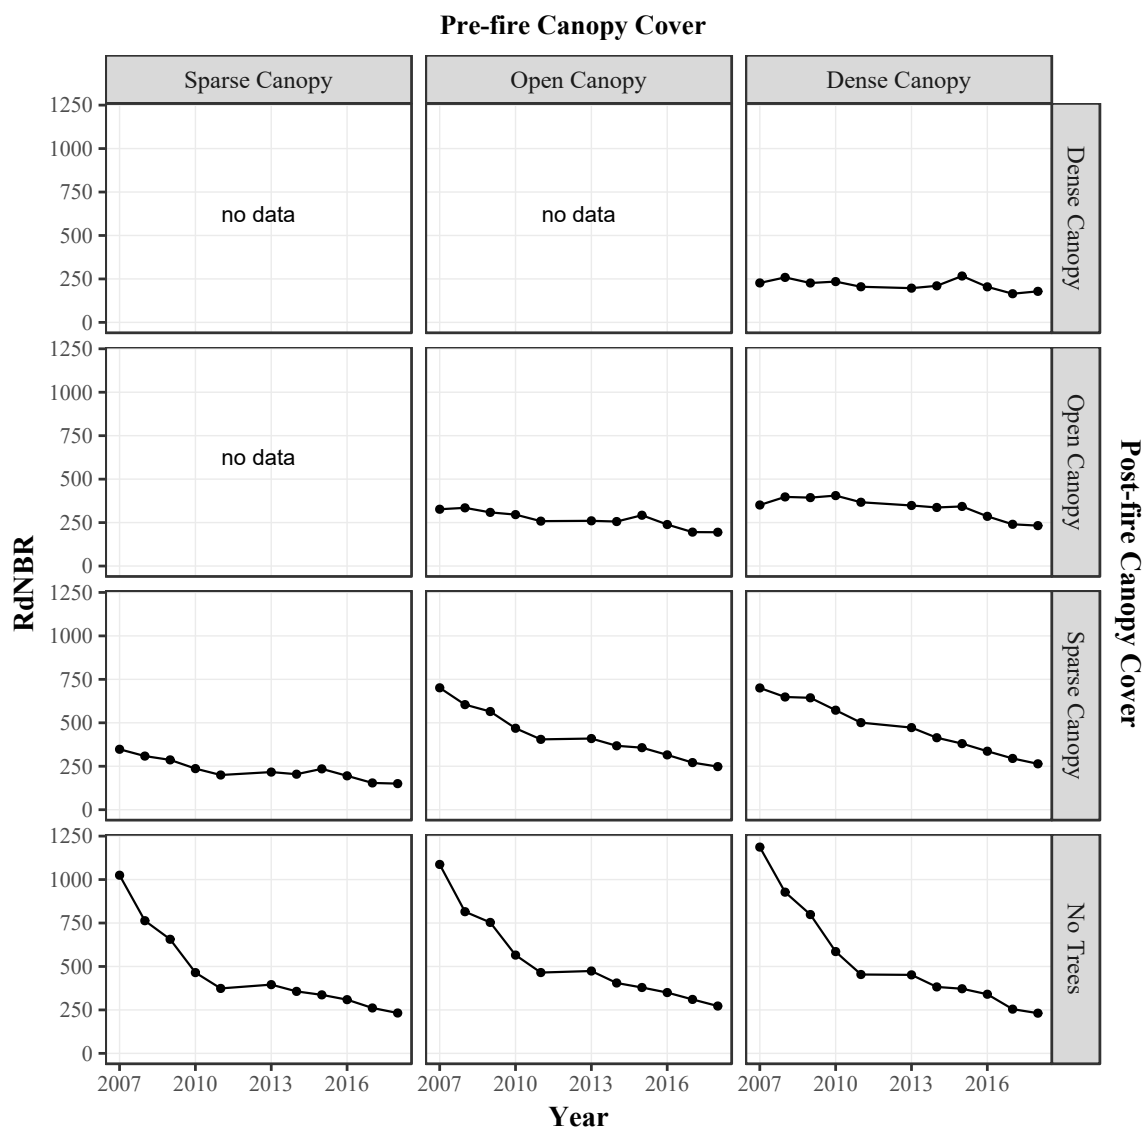 Pre-fire Canopy Cover
Sparse Canopy
Open Canopy
Dense Canopy
1250
1000
750
500
250
0
no data
no data
Dense Canopy
1250
1000
750
500
250
0
no data
Open Canopy
1250
1000
750
500
250
0
Sparse Canopy
1250
1000
750
500
250
0
No Trees
RdNBR
Post-fire Canopy Cover
2007 2010 2013 2016
2007 2010 2013 2016
2007 2010 2013 2016
Year